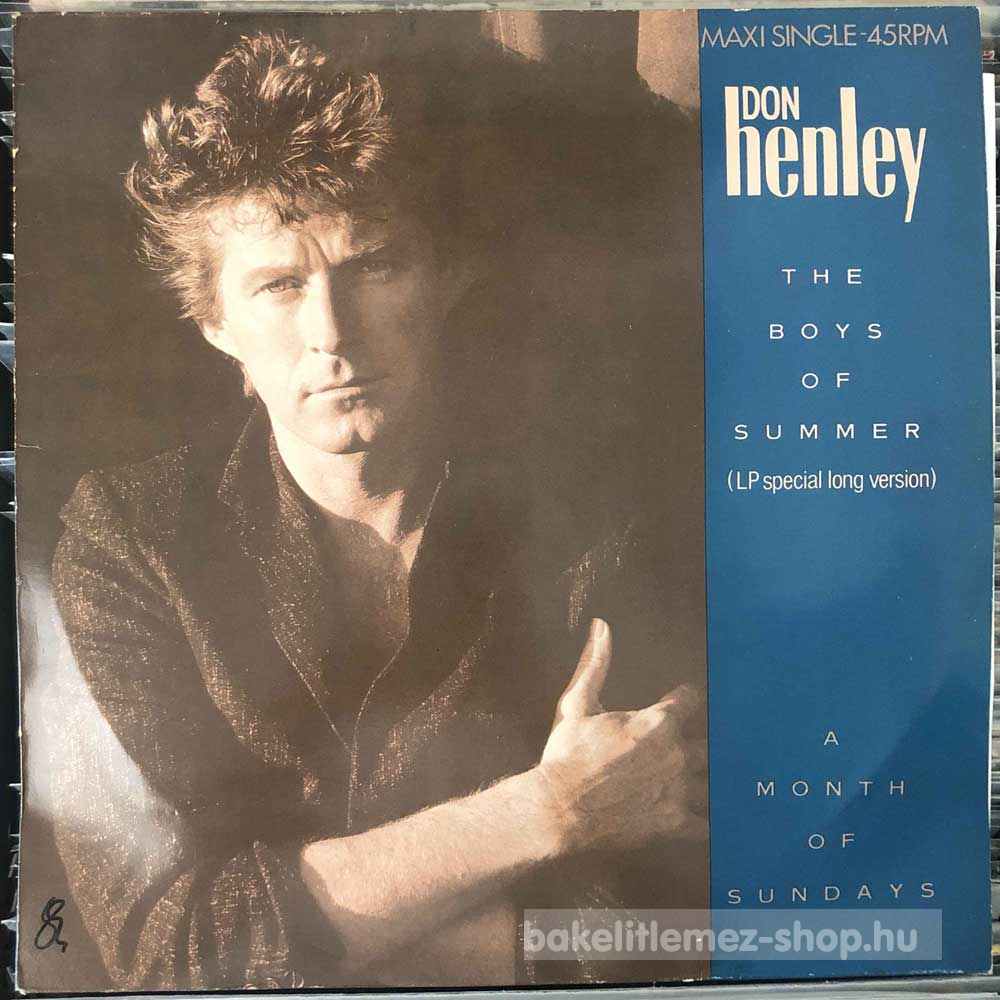 MAXI SINGLE-45RPM
DON
henley
THE
BOYS
OF
SUMMER
(LP special long version)
A
MONTH
OF
SUNDAYS
bakelitlemez-shop.hu